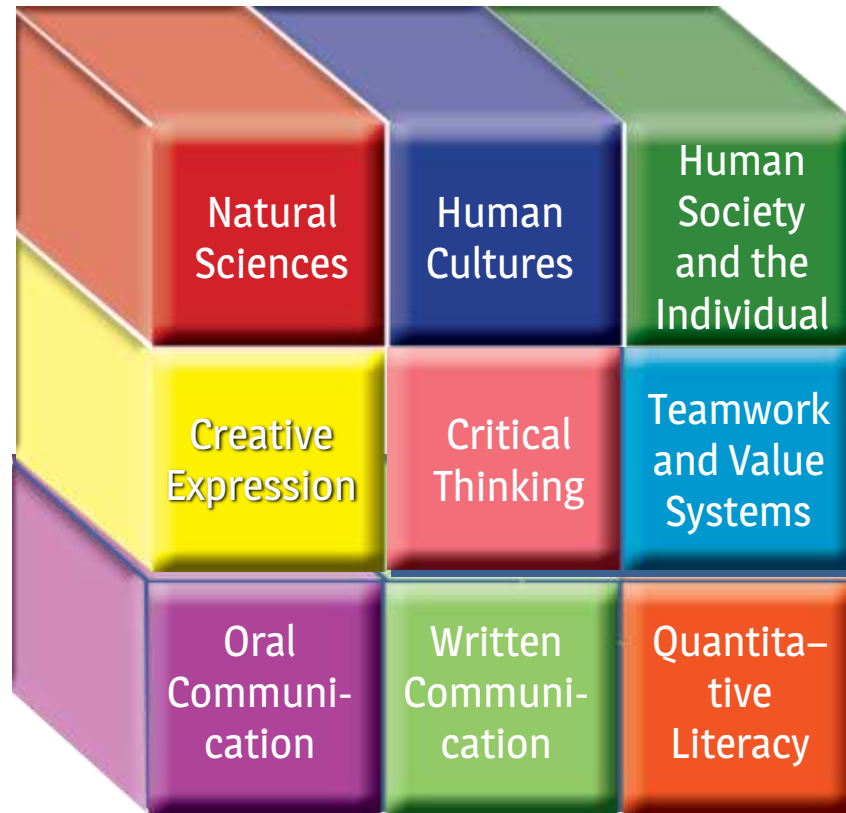 Natural
Sciences
Human
Cultures
Human
Society
and the
Individual
Creative
Expression
Critical
Thinking
Teamwork
and Value
Systems
Oral
Communi-
cation
Written
Communi-
cation
Quantita–
tive
Literacy